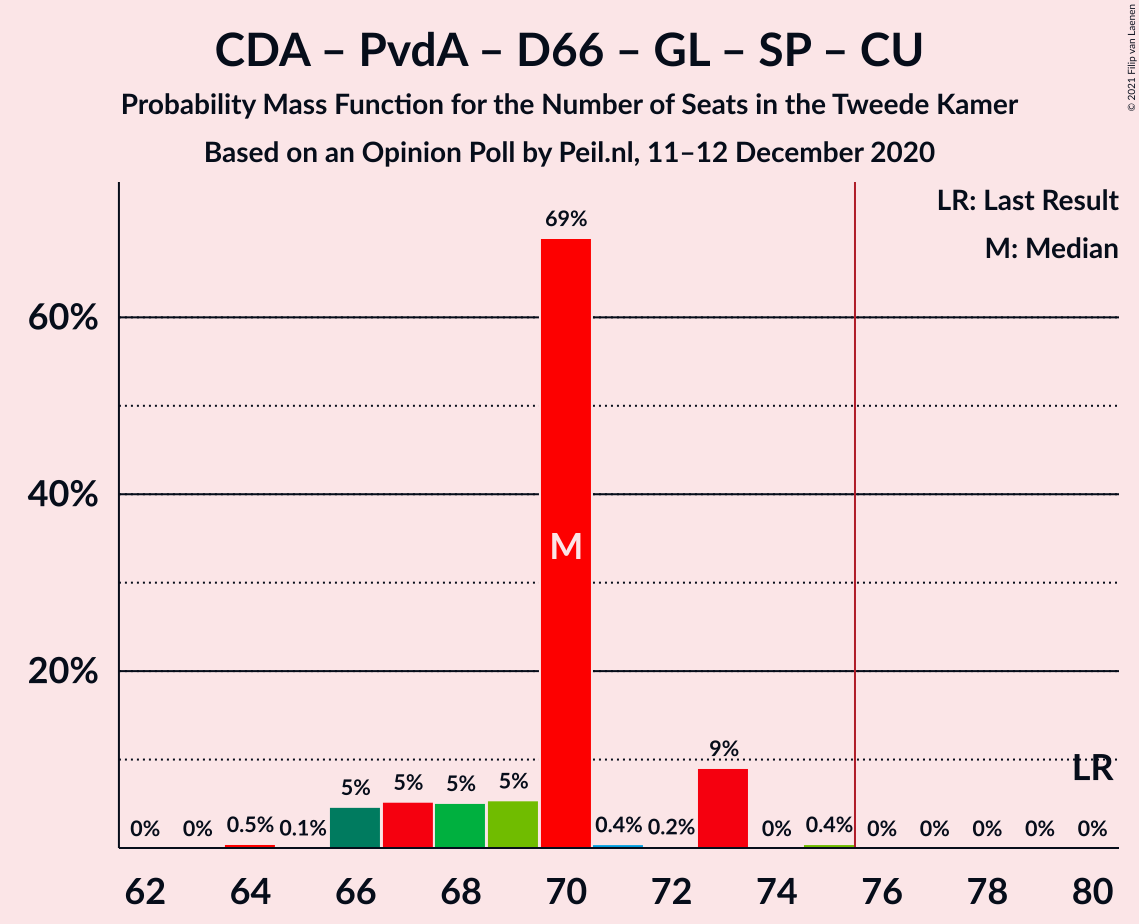 CDA – PvdA – D66 – GL – SP – CU
Probability Mass Function for the Number of Seats in the Tweede Kamer
Based on an Opinion Poll by Peil.nl, 11–12 December 2020
© 2021 Filip van Laenen
LR: Last Result
M: Median
69%
60%
40%
M
20%
9%
LR
5%
5%
5%
5%
0%
0%
0.5%
0.1%
0.4%
0.2%
0%
0.4%
0%
0%
0%
0%
0%
62 64 66 68 70 72 74 76 78 80